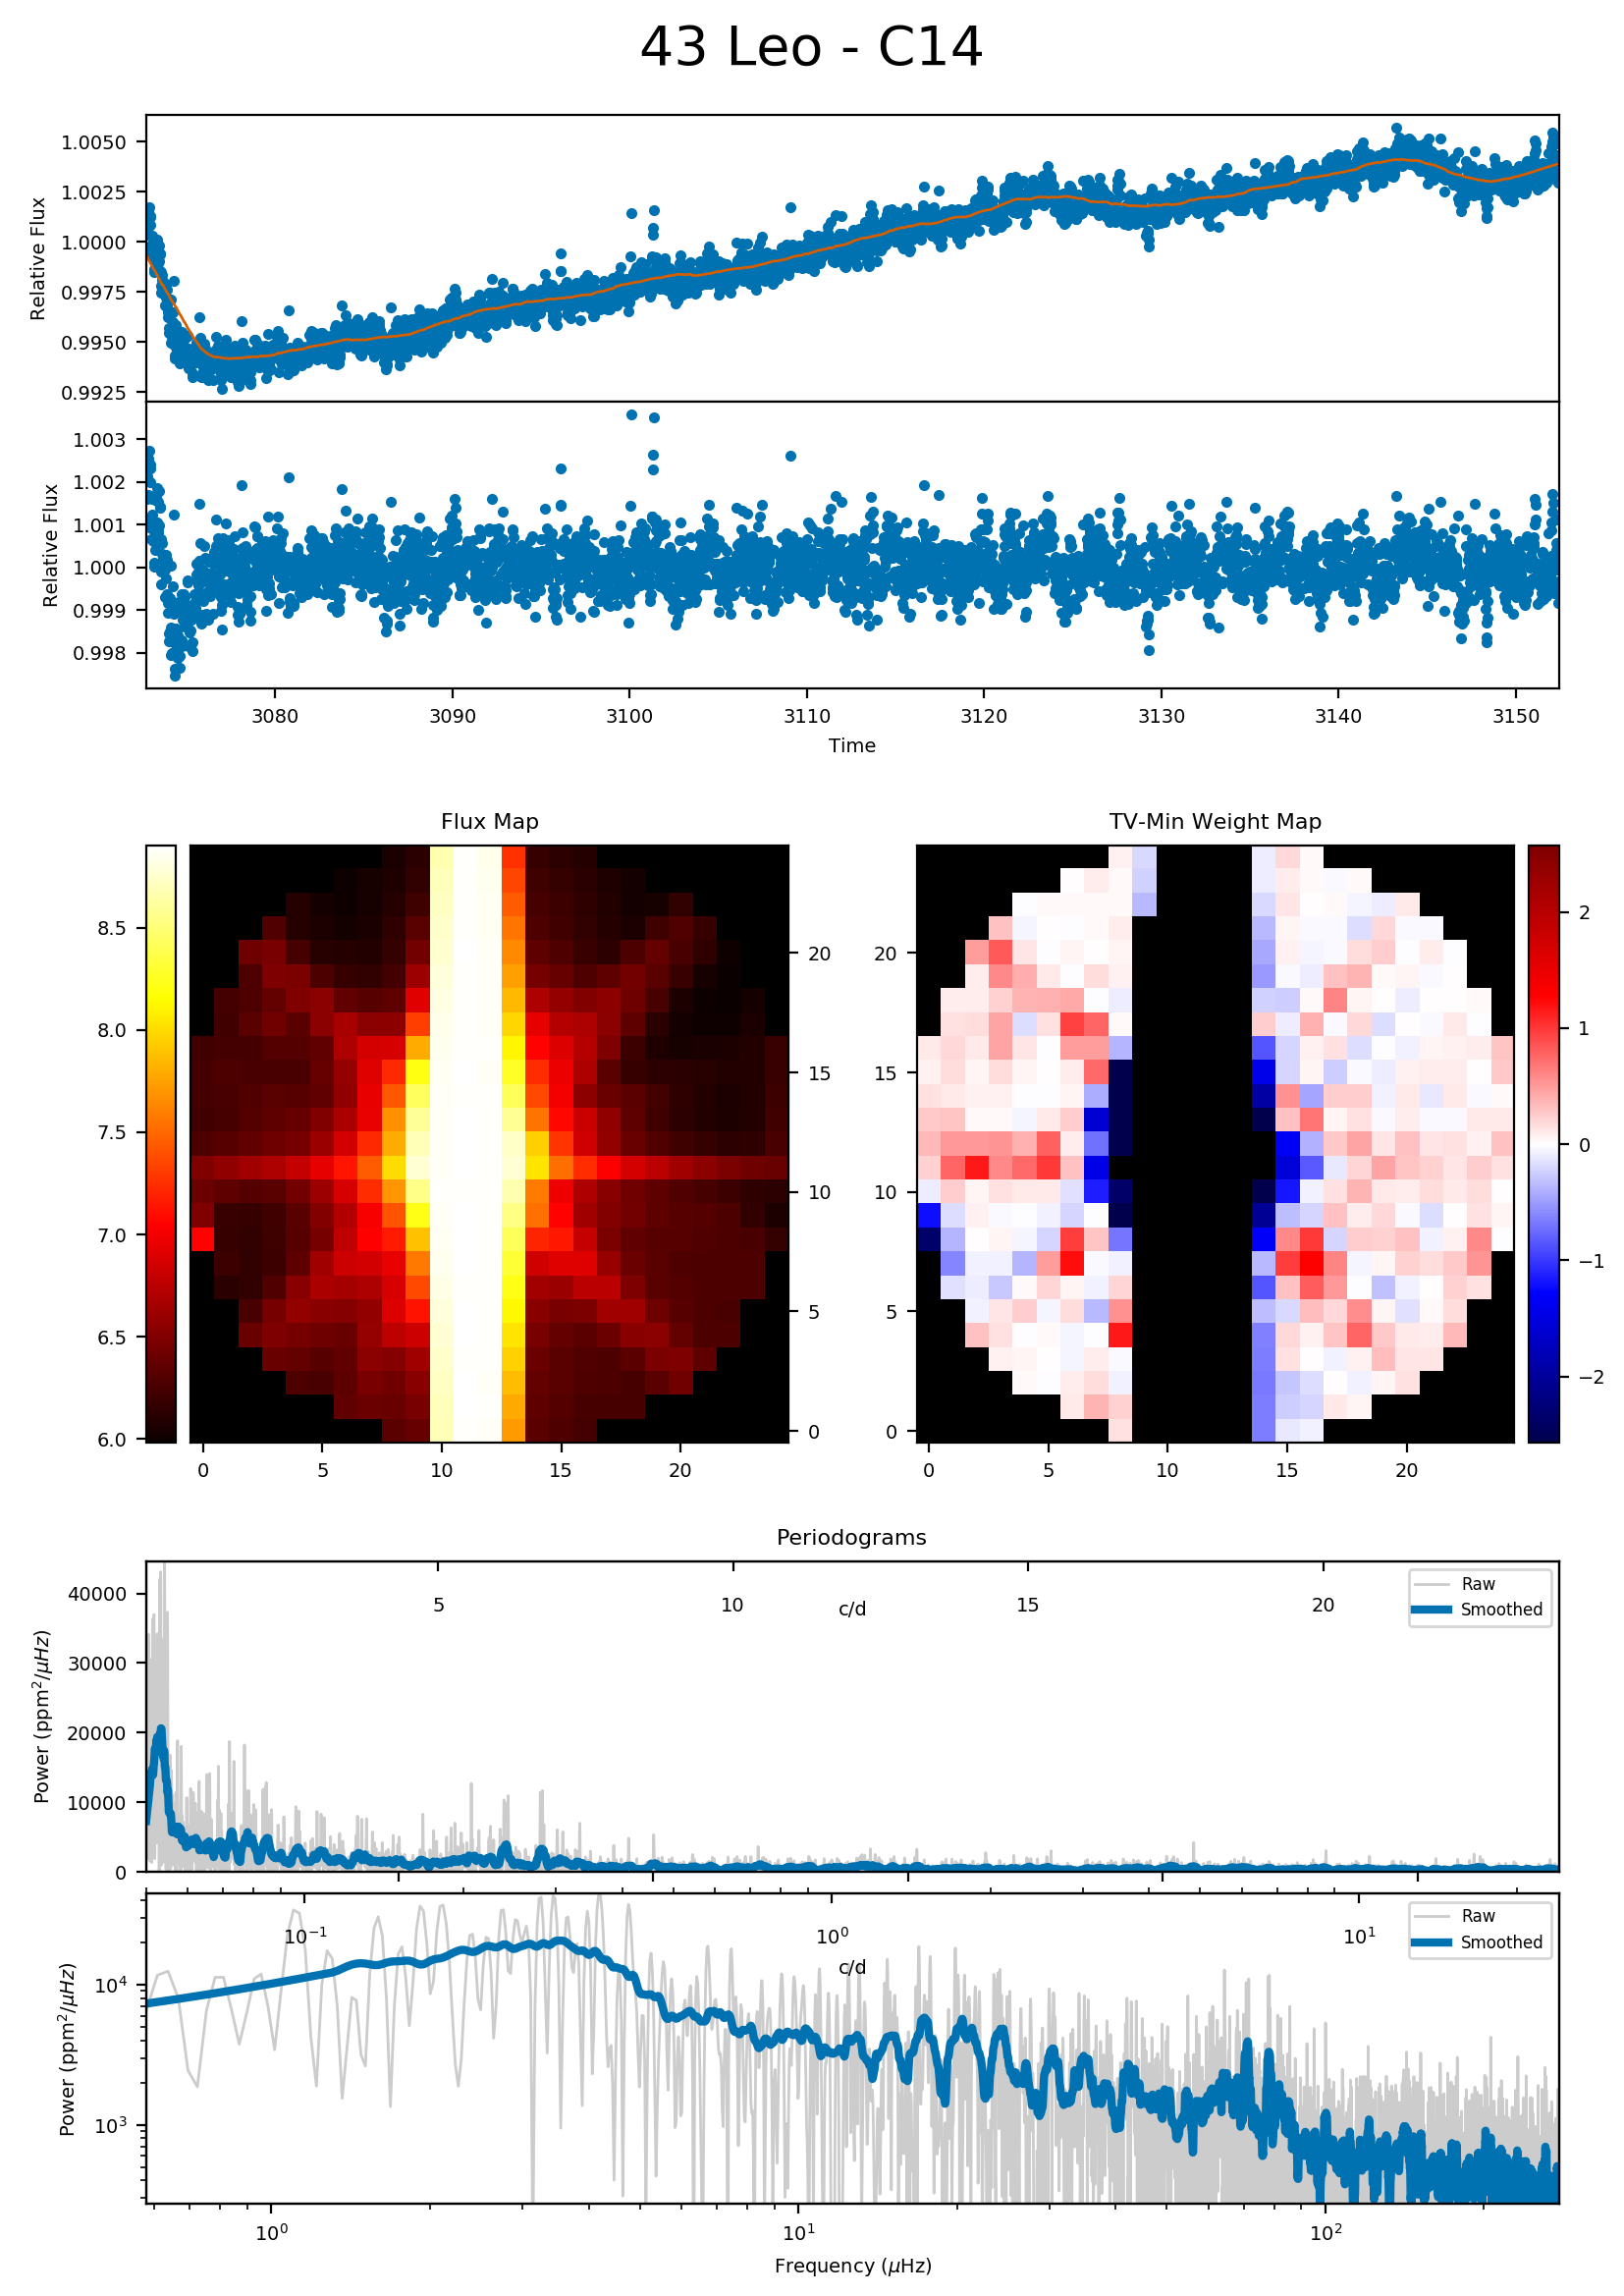 43 Leo - C14
Relative Flux
1.0050
1.0025
1.0000
0.9975
0.9950
0.9925
Relative Flux
1.003
1.002
1.001
1.000
0.999
0.998
3080 3090 3100 3110 3120 3130 3140 3150
Time
Flux Map
8.5
8.0
7.5
7.0
6.5
6.0
20
15
10
5
0
0 5 10 15 20
TV-Min Weight Map
20
15
10
5
0
0 5 10 15 20
2
1
0
−1
−2
Periodograms
Power (ppm²/μHz)
40000
30000
20000
10000
0
5 10 15 20
c/d
Raw
Smoothed
Power (ppm²/μHz)
10⁴
10³
10⁻¹ 10⁰ 10¹
c/d
Raw
Smoothed
10⁰ 10¹ 10²
Frequency (μHz)